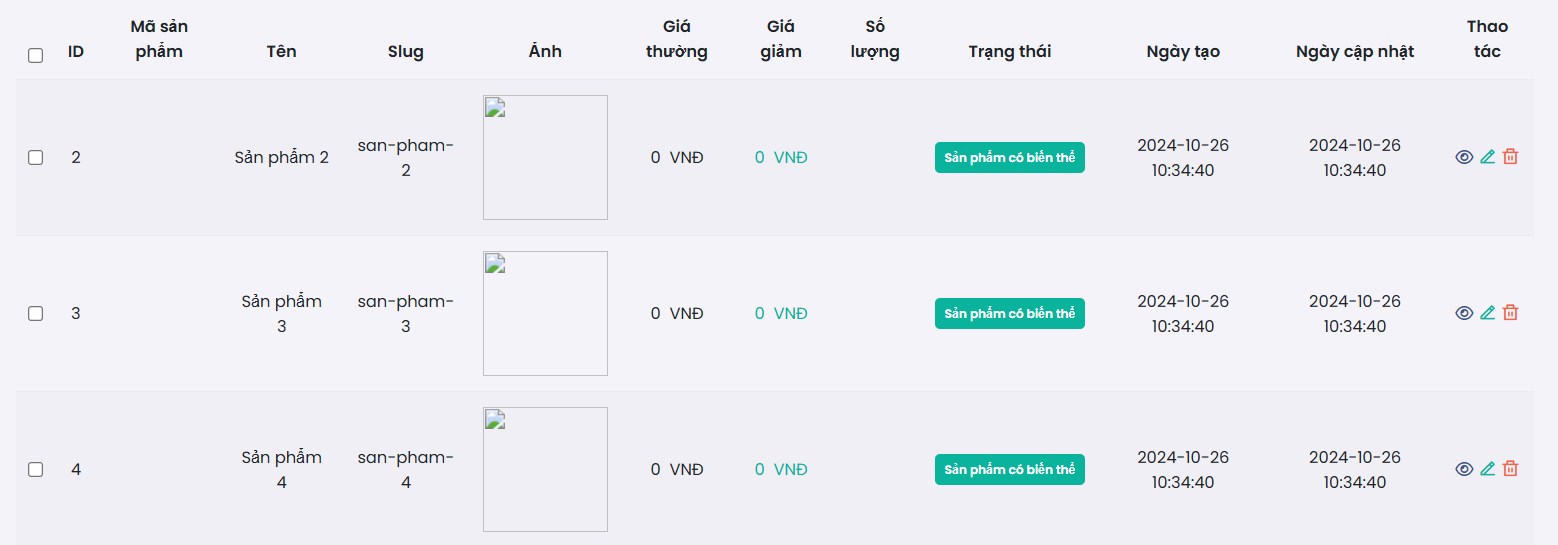 ID Mã sản phẩm Tên Slug Ảnh Giá thường Giá giảm Số lượng Trạng thái Ngày tạo Ngày cập nhật Thao tác
2 Sản phẩm 2 san-pham-2 0 VNĐ 0 VNĐ Sản phẩm có biến thể 2024-10-26 10:34:40 2024-10-26 10:34:40
3 Sản phẩm 3 san-pham-3 0 VNĐ 0 VNĐ Sản phẩm có biến thể 2024-10-26 10:34:40 2024-10-26 10:34:40
4 Sản phẩm 4 san-pham-4 0 VNĐ 0 VNĐ Sản phẩm có biến thể 2024-10-26 10:34:40 2024-10-26 10:34:40